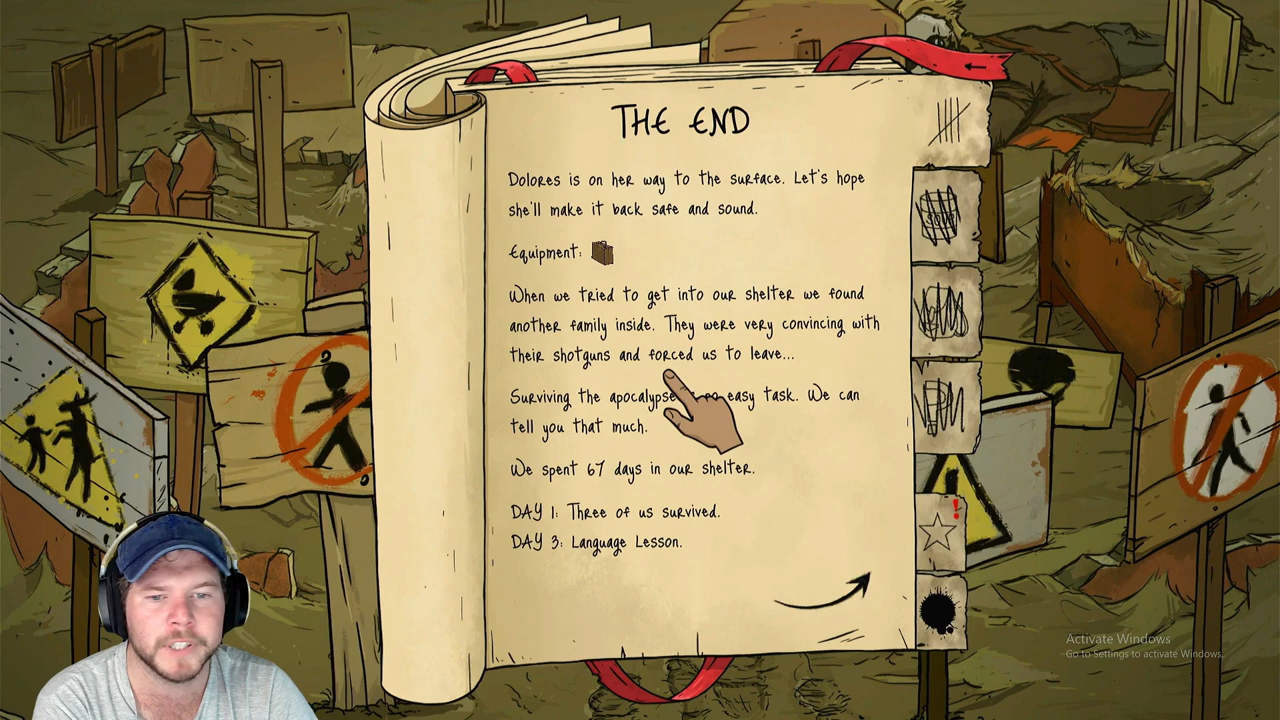 THE END
Dolores is on her way to the surface. Let's hope
she'll make it back safe and sound.
Equipment:
When we tried to get into our shelter we found
another family inside. They were very convincing with
their shotguns and forced us to leave...
Surviving the apocalypse easy task. We can
tell you that much.
We spent 67 days in our shelter.
DAY 1: Three of us survived.
DAY 3: Language Lesson.
Activate Windows
Go to Settings to activate Windows.